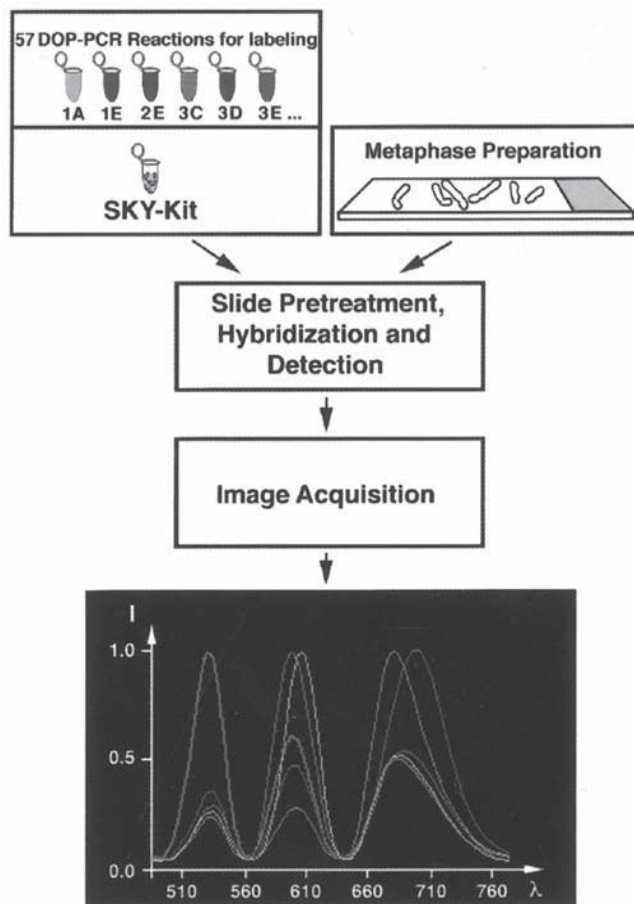 57 DOP-PCR Reactions for labeling
1A 1E 2E 3C 3D 3E ...
SKY-Kit
Metaphase Preparation
Slide Pretreatment,
Hybridization and
Detection
Image Acquisition
I
1.0
0.5
0.0
510 560 610 660 710 760 λ